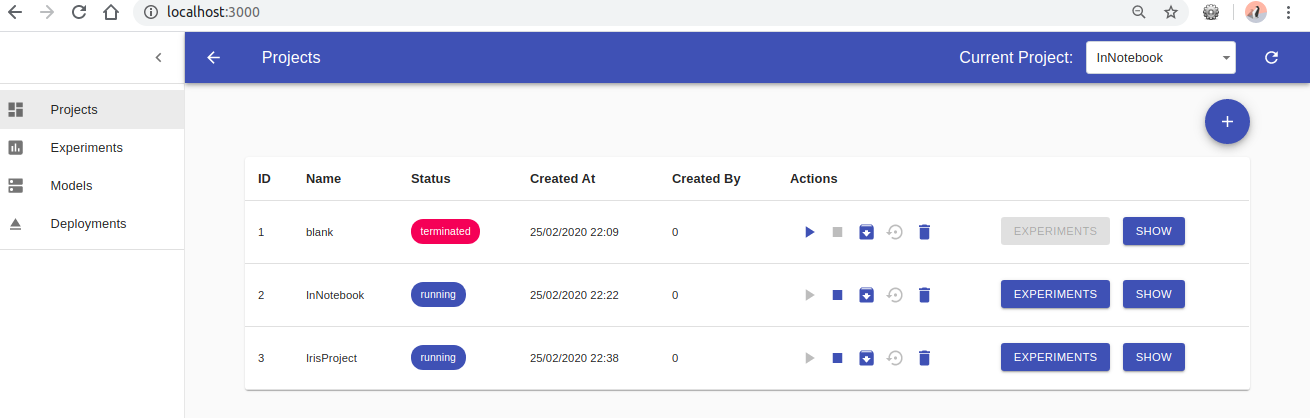 localhost:3000
Projects Current Project: InNotebook
Projects
Experiments
Models
Deployments
ID Name Status Created At Created By Actions
1 blank terminated 25/02/2020 22:09 0 EXPERIMENTS SHOW
2 InNotebook running 25/02/2020 22:22 0 EXPERIMENTS SHOW
3 IrisProject running 25/02/2020 22:38 0 EXPERIMENTS SHOW